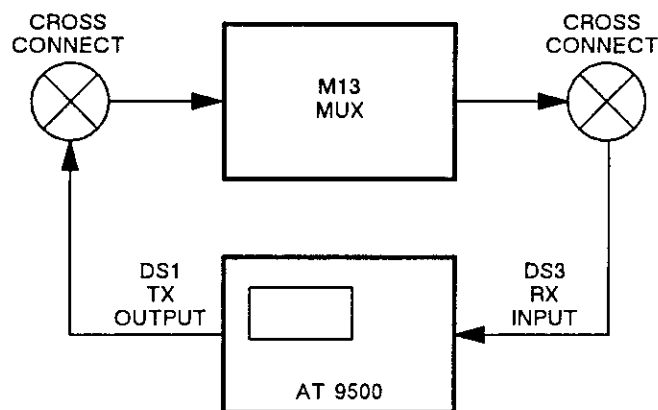 CROSS
CONNECT
M13
MUX
CROSS
CONNECT
DS1
TX
OUTPUT
DS3
RX
INPUT
AT 9500